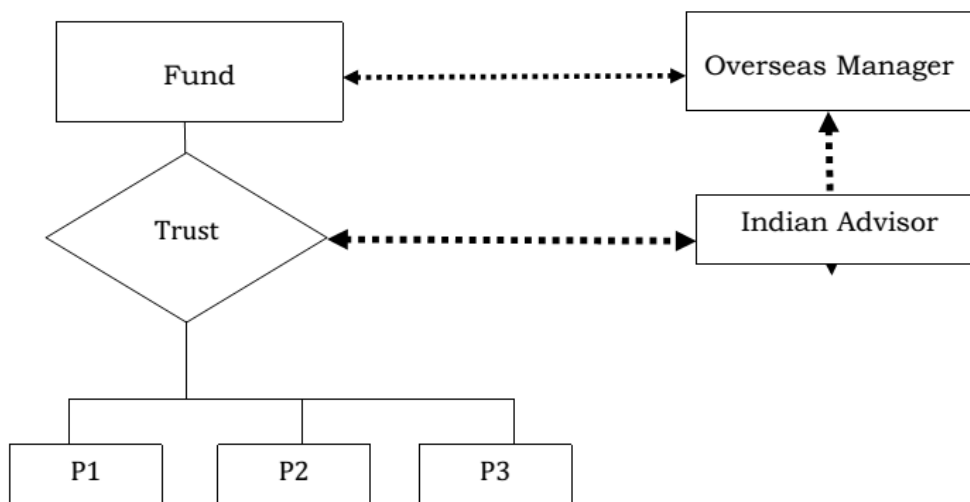 Fund
Overseas Manager
Trust
Indian Advisor
P1
P2
P3